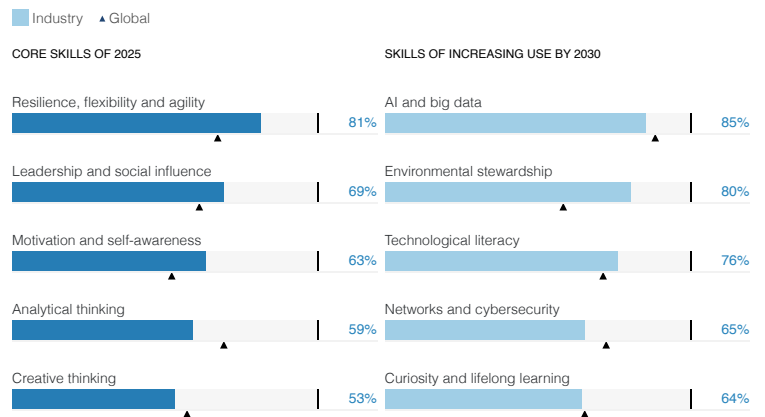 Industry Global
CORE SKILLS OF 2025
Resilience, flexibility and agility
81%
Leadership and social influence
69%
Motivation and self-awareness
63%
Analytical thinking
59%
Creative thinking
53%
SKILLS OF INCREASING USE BY 2030
AI and big data
85%
Environmental stewardship
80%
Technological literacy
76%
Networks and cybersecurity
65%
Curiosity and lifelong learning
64%